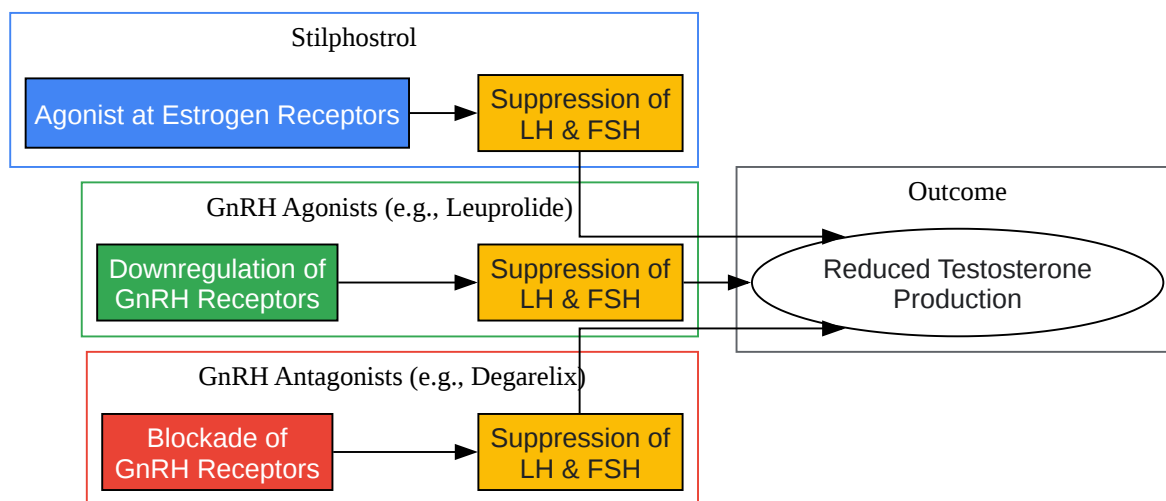 Stilphostrol
Agonist at Estrogen Receptors
Suppression of
LH & FSH
GnRH Agonists (e.g., Leuprolide)
Downregulation of
GnRH Receptors
Suppression of
LH & FSH
Outcome
Reduced Testosterone
Production
GnRH Antagonists (e.g., Degarelix)
Blockade of
GnRH Receptors
Suppression of
LH & FSH